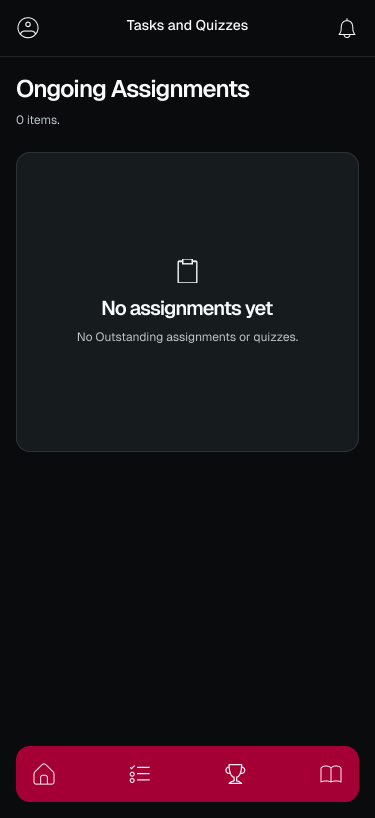 Tasks and Quizzes
Ongoing Assignments
0 items.
No assignments yet
No Outstanding assignments or quizzes.